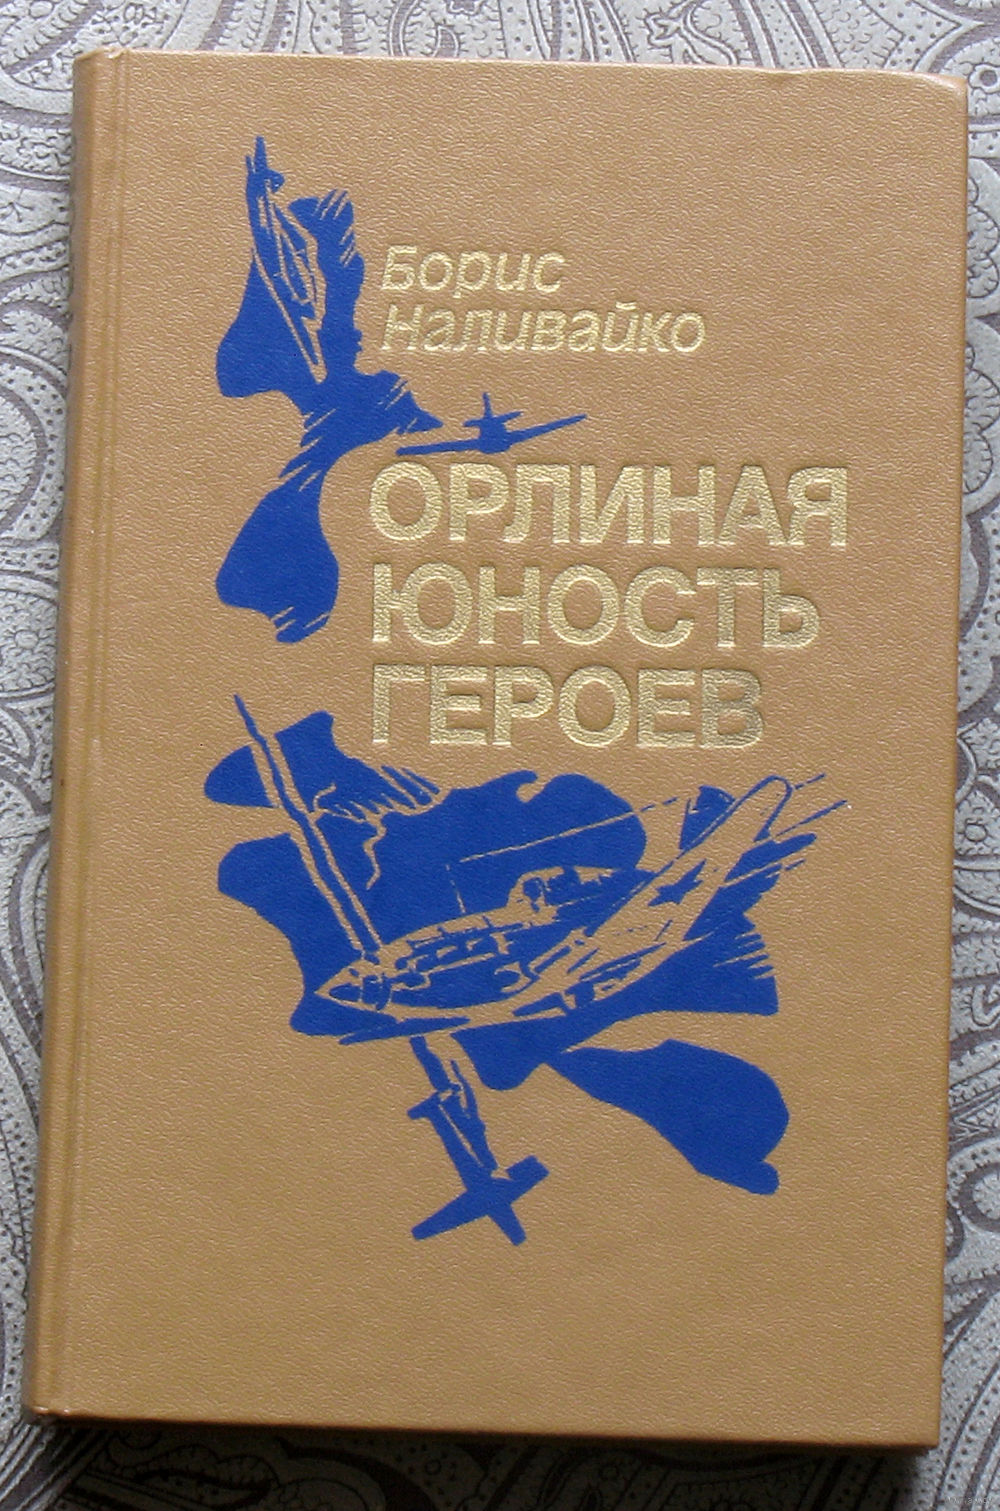 Борис
Наливайко
ОРЛИНАЯ
ЮНОСТЬ
ГЕРОЕВ